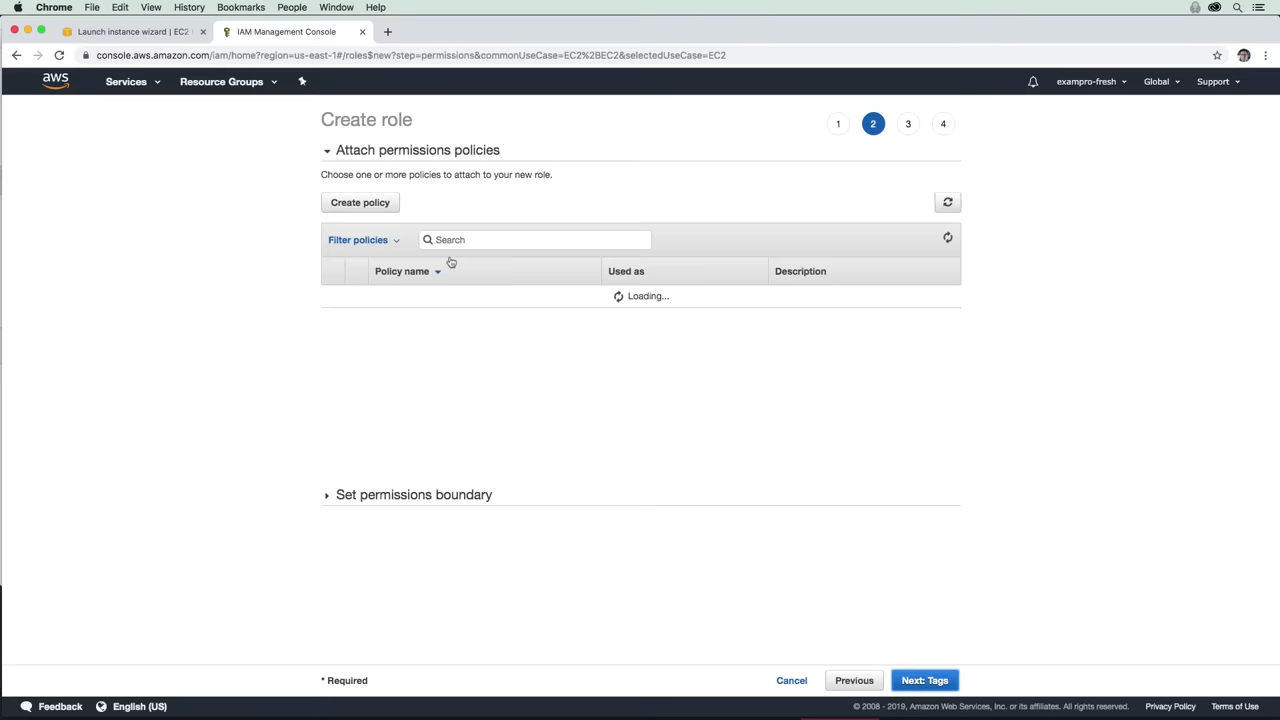 Chrome File Edit View History Bookmarks People Window Help
Launch instance wizard | EC2
IAM Management Console
console.aws.amazon.com/iam/home?region=us-east-1#/roles$new?step=permissions&commonUseCase=EC2%2BEC2&selectedUseCase=EC2
aws Services Resource Groups exampro-fresh Global Support
Create role
1 2 3 4
Attach permissions policies
Choose one or more policies to attach to your new role.
Create policy
Filter policies Search
Policy name Used as Description
Loading...
Set permissions boundary
* Required Cancel Previous Next: Tags
Feedback English (US) © 2008 - 2019, Amazon Web Services, Inc. or its affiliates. All rights reserved. Privacy Policy Terms of Use